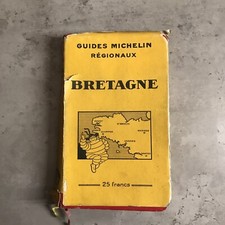 GUIDES MICHELIN
RÉGIONAUX
BRETAGNE
25 francs